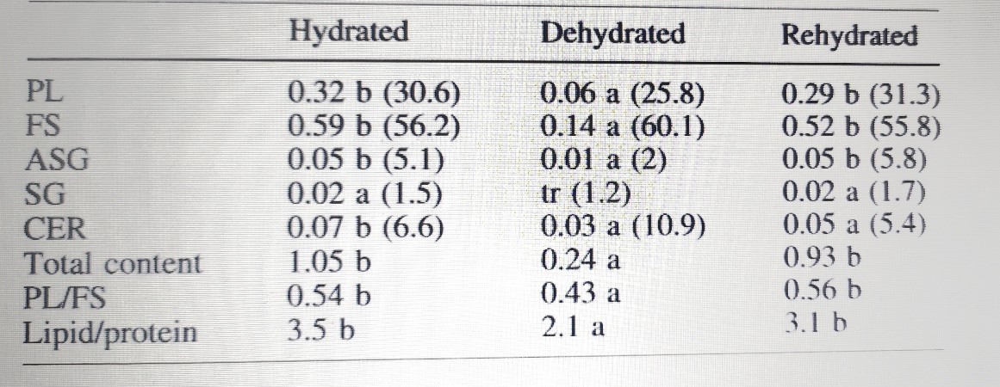 Hydrated Dehydrated Rehydrated
PL 0.32 b (30.6) 0.06 a (25.8) 0.29 b (31.3)
FS 0.59 b (56.2) 0.14 a (60.1) 0.52 b (55.8)
ASG 0.05 b (5.1) 0.01 a (2) 0.05 b (5.8)
SG 0.02 a (1.5) tr (1.2) 0.02 a (1.7)
CER 0.07 b (6.6) 0.03 a (10.9) 0.05 a (5.4)
Total content 1.05 b 0.24 a 0.93 b
PL/FS 0.54 b 0.43 a 0.56 b
Lipid/protein 3.5 b 2.1 a 3.1 b